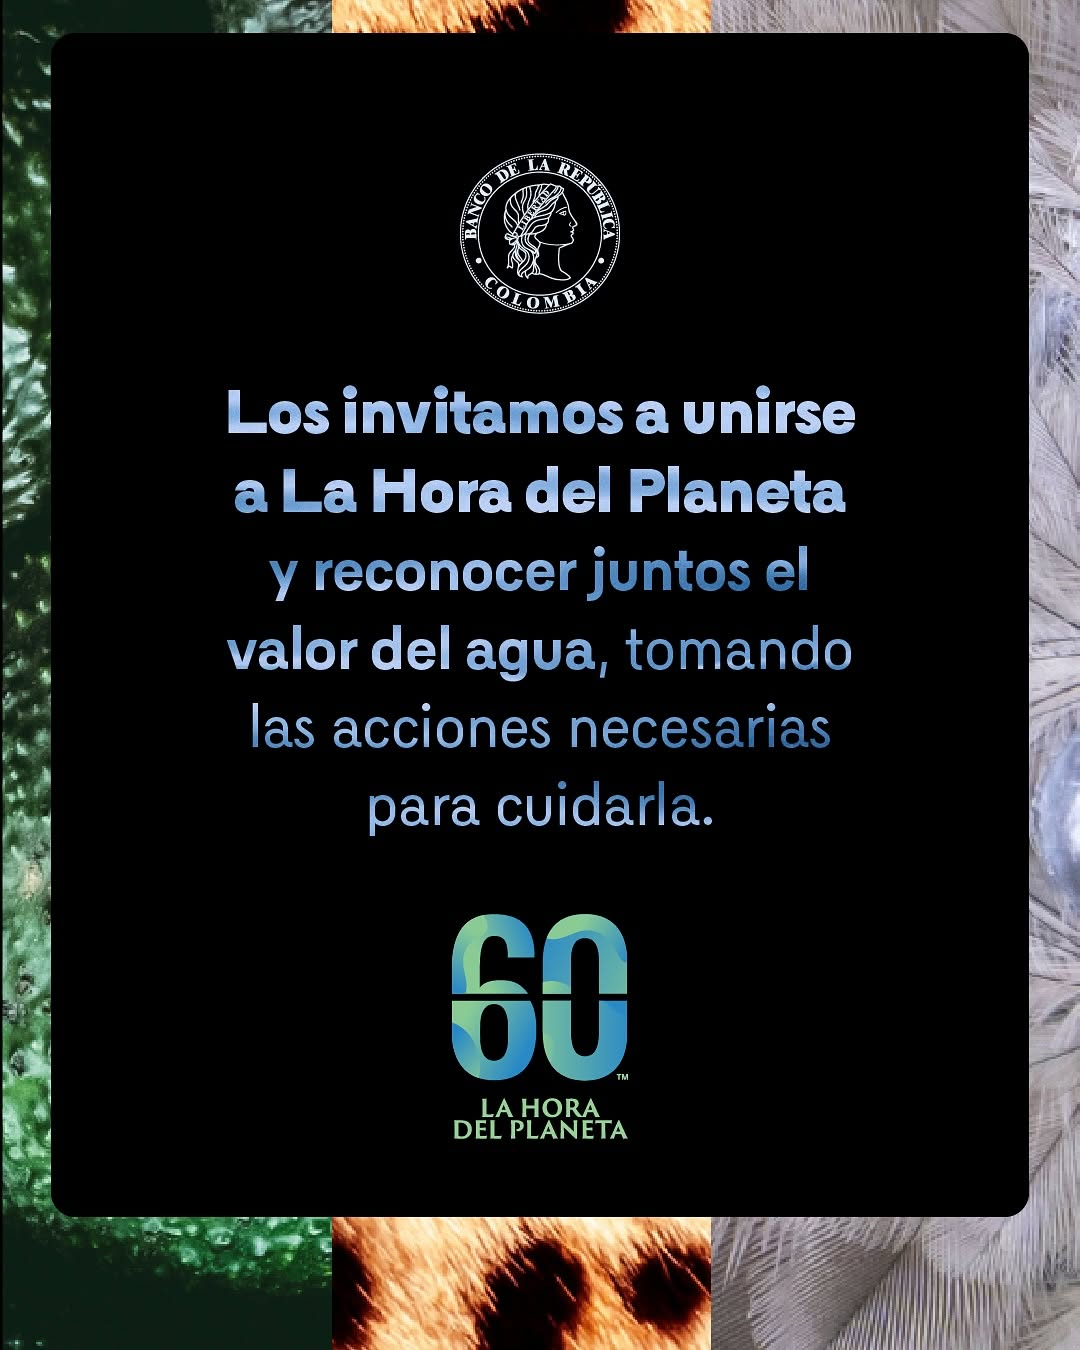 BANCO DE LA REPÚBLICA
LIBERTAD
COLOMBIA
Los invitamos a unirse
a La Hora del Planeta
y reconocer juntos el
valor del agua, tomando
las acciones necesarias
para cuidarla.
60™
LA HORA
DEL PLANETA